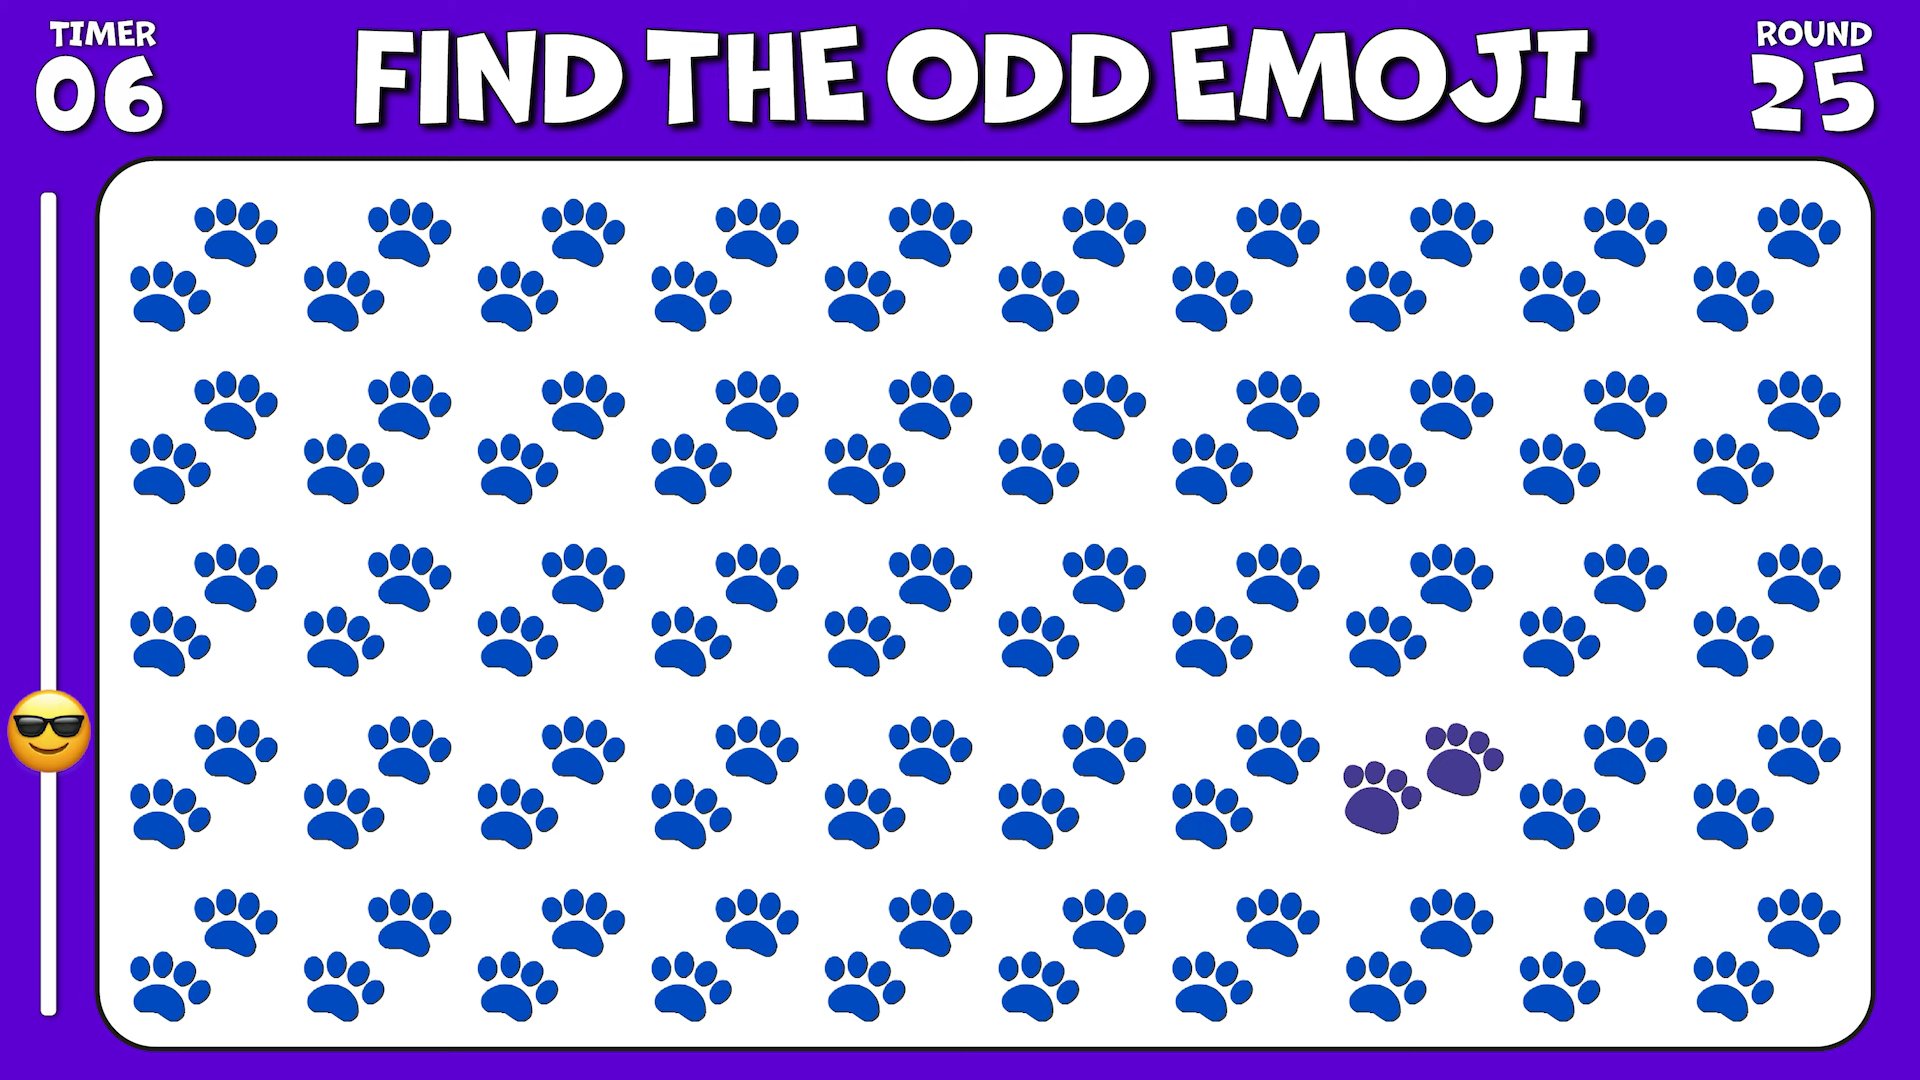 TIMER
06
FIND THE ODD EMOJI
ROUND
25